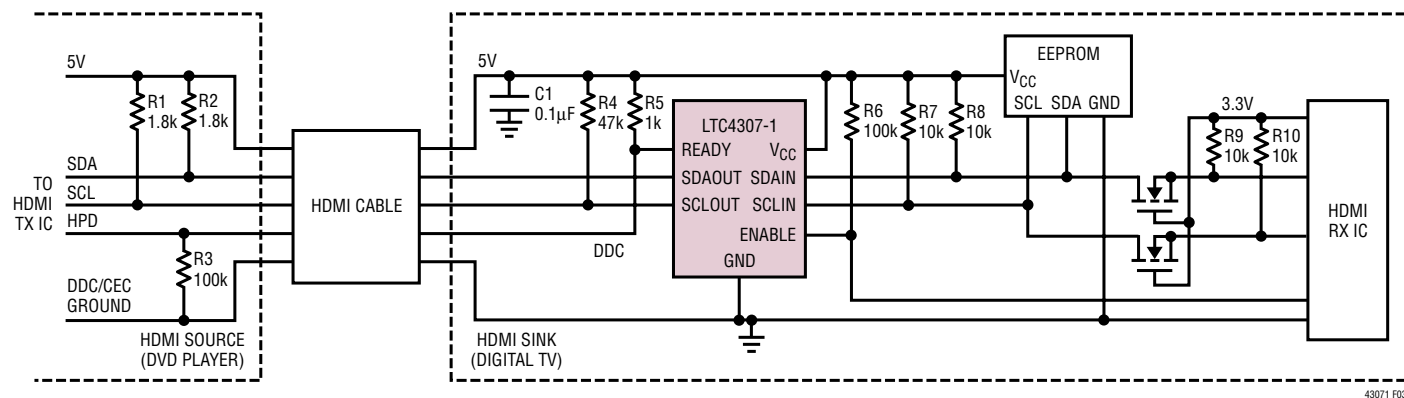 5V
R1
1.8k
R2
1.8k
SDA
TO
HDMI
TX IC
SCL
HPD
R3
100k
DDC/CEC
GROUND
HDMI SOURCE
(DVD PLAYER)
HDMI CABLE
5V
C1
0.1µF
R4
47k
R5
1k
LTC4307-1
READY VCC
SDAOUT SDAIN
SCLOUT SCLIN
ENABLE
GND
DDC
HDMI SINK
(DIGITAL TV)
R6
100k
R7
10k
R8
10k
EEPROM
VCC
SCL SDA GND
3.3V
R9
10k
R10
10k
HDMI
RX IC
43071 F03